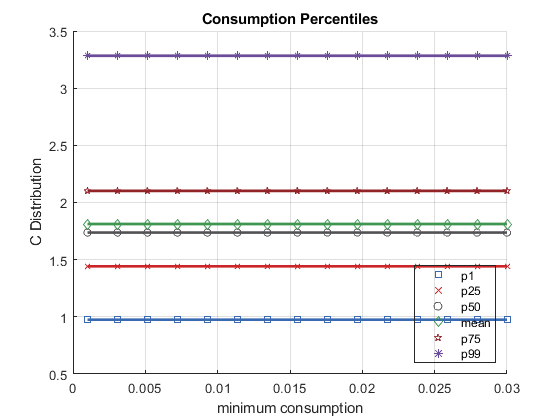 Consumption Percentiles
3.5
3
2.5
2
1.5
1
0.5
C Distribution
p1
p25
p50
mean
p75
p99
0 0.005 0.01 0.015 0.02 0.025 0.03
minimum consumption